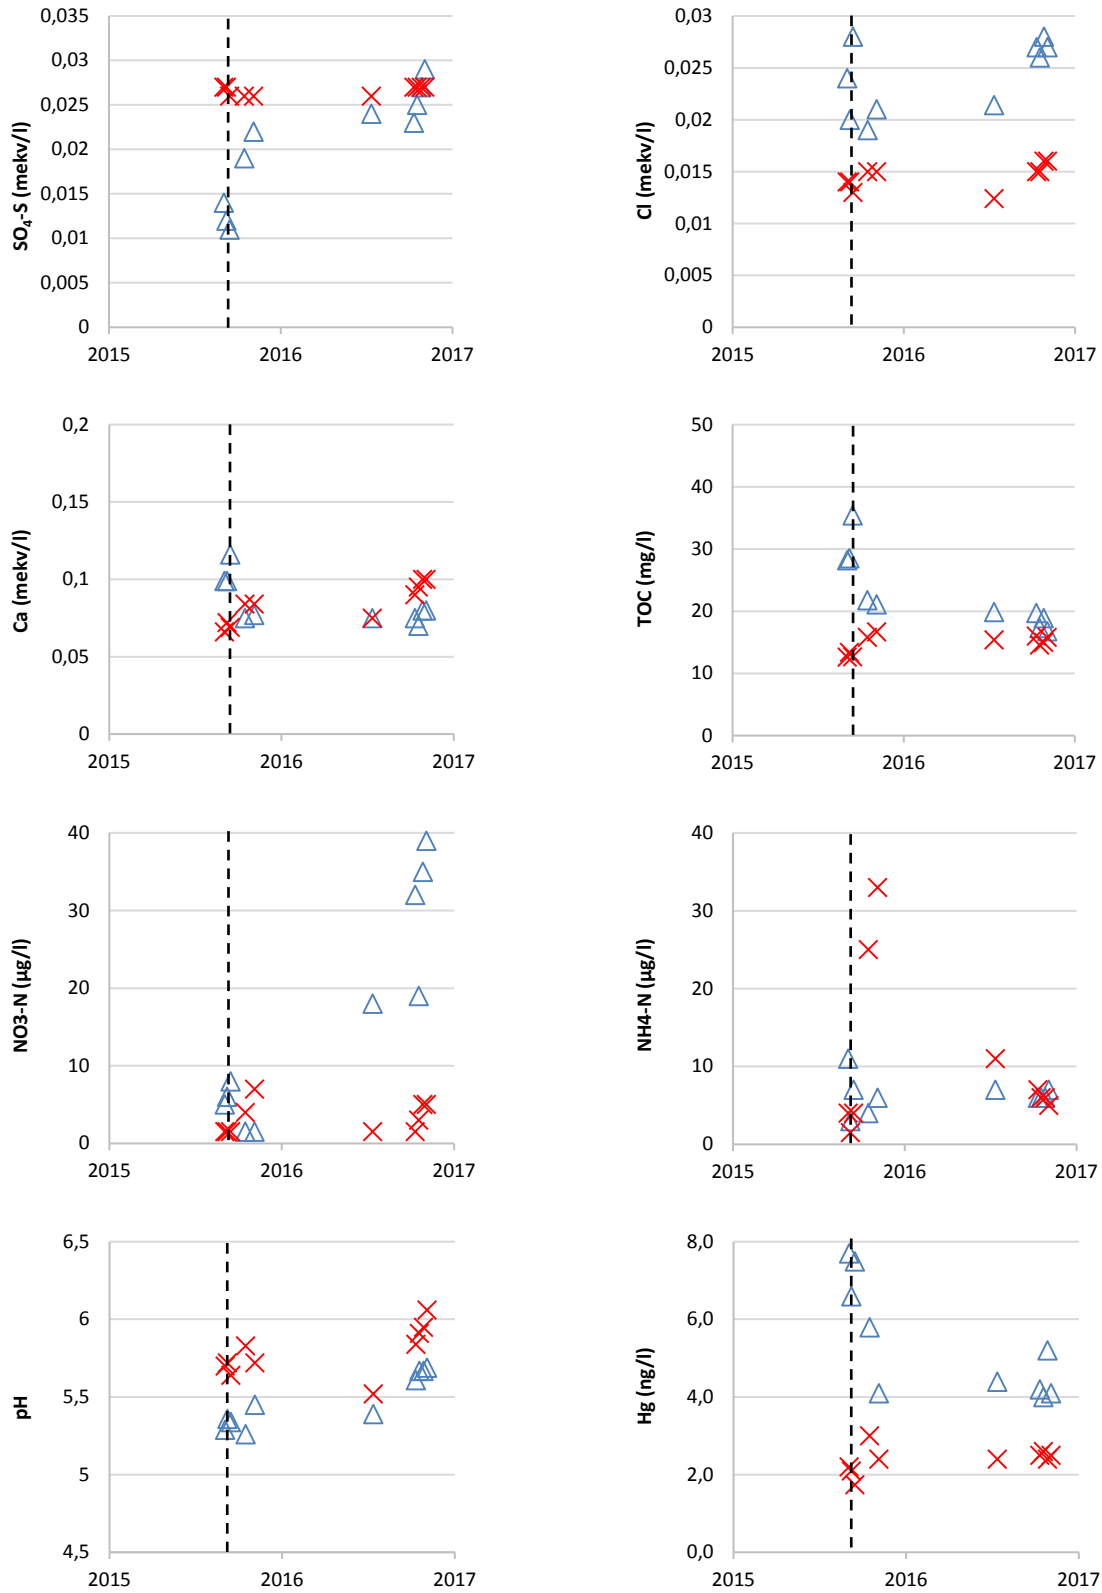 SO₄-S (mekv/l)
0,035
0,03
0,025
0,02
0,015
0,01
0,005
0
2015 2016 2017
Cl (mekv/l)
0,03
0,025
0,02
0,015
0,01
0,005
0
2015 2016 2017
Ca (mekv/l)
0,2
0,15
0,1
0,05
0
2015 2016 2017
TOC (mg/l)
50
40
30
20
10
0
2015 2016 2017
NO3-N (µg/l)
40
30
20
10
0
2015 2016 2017
NH4-N (µg/l)
40
30
20
10
0
2015 2016 2017
pH
6,5
6
5,5
5
4,5
2015 2016 2017
Hg (ng/l)
8,0
6,0
4,0
2,0
0,0
2015 2016 2017